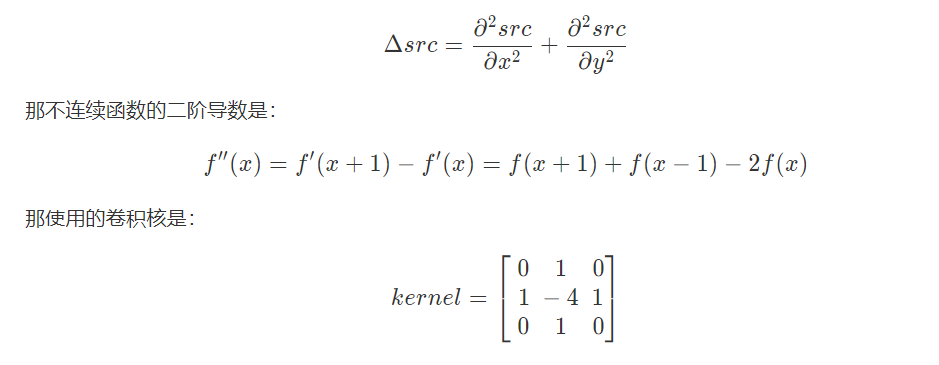 Δsrc = ∂²src/∂x² + ∂²src/∂y²
那不连续函数的二阶导数是：
f″(x) = f′(x + 1) − f′(x) = f(x + 1) + f(x − 1) − 2f(x)
那使用的卷积核是：
kernel = [0 1 0
1 − 4 1
0 1 0]